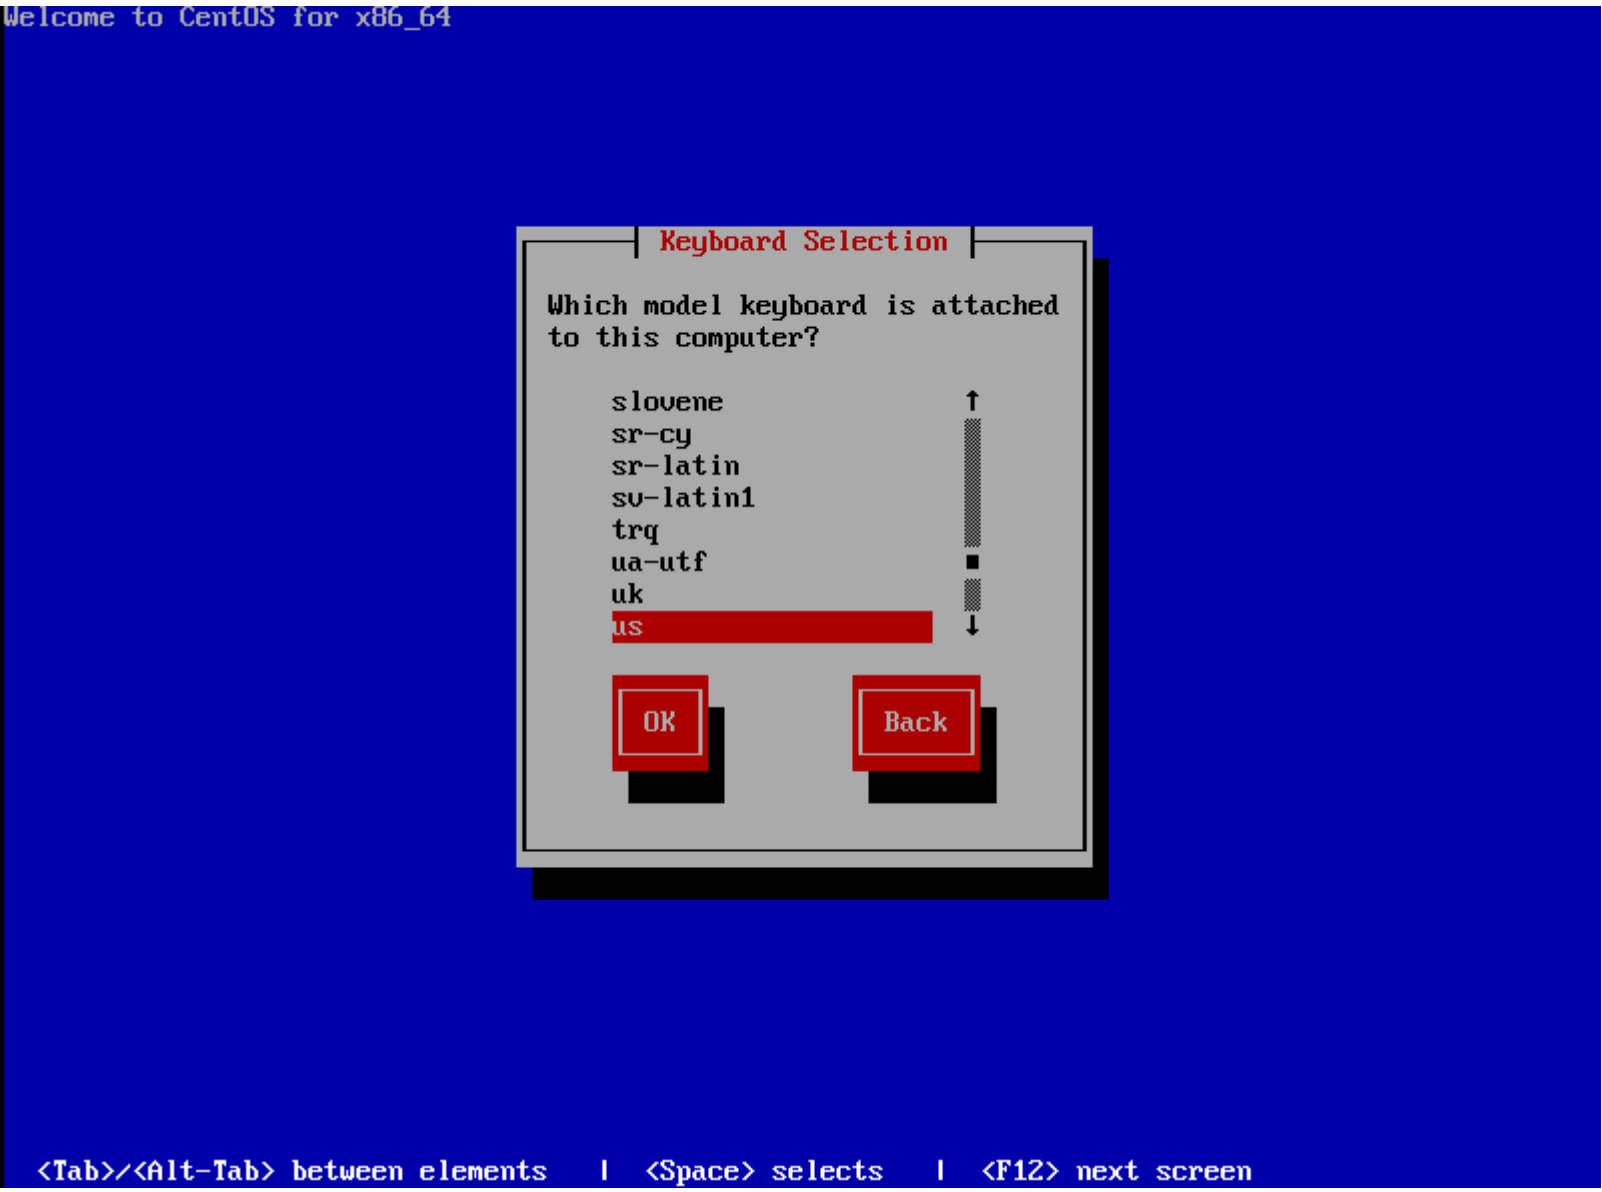 Welcome to CentOS for x86_64
Keyboard Selection
Which model keyboard is attached
to this computer?
slovene
sr-cy
sr-latin
sv-latin1
trq
ua-utf
uk
us
OK Back
<Tab>/<Alt-Tab> between elements | <Space> selects | <F12> next screen